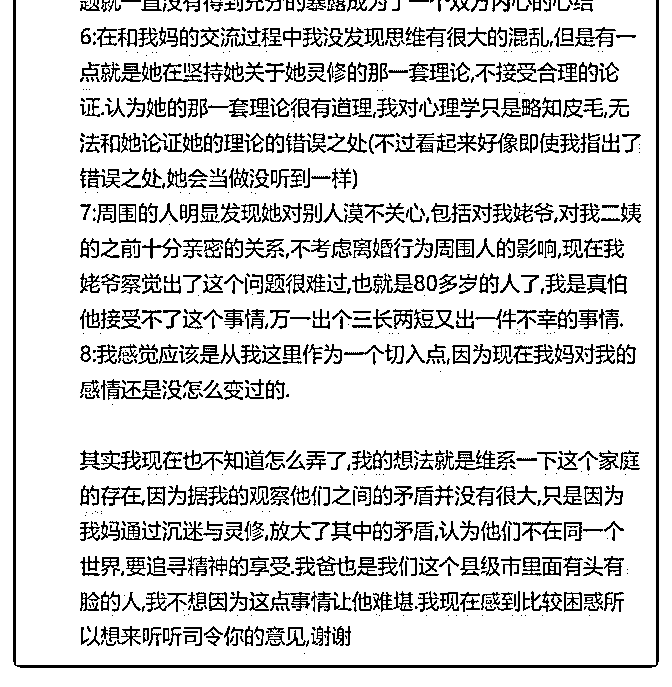 题就一直没有得到充分的暴露成为了一个双方内心的心结
6:在和我妈的交流过程中我没发现思维有很大的混乱,但是有一
点就是她在坚持她关于她灵修的那一套理论,不接受合理的论
证.认为她的那一套理论很有道理,我对心理学只是略知皮毛,无
法和她论证她的理论的错误之处(不过看起来好像即使我指出了
错误之处,她会当做没听到一样)
7:周围的人明显发现她对别人漠不关心,包括对我姥爷,对我二姨
的之前十分亲密的关系,不考虑离婚行为周围人的影响,现在我
姥爷察觉出了这个问题很难过,也就是80多岁的人了,我是真怕
他接受不了这个事情,万一出个三长两短又出一件不幸的事情.
8:我感觉应该是从我这里作为一个切入点,因为现在我妈对我的
感情还是没怎么变过的.
其实我现在也不知道怎么弄了,我的想法就是维系一下这个家庭
的存在,因为据我的观察他们之间的矛盾并没有很大,只是因为
我妈通过沉迷与灵修,放大了其中的矛盾,认为他们不在同一个
世界,要追寻精神的享受.我爸也是我们这个县级市里面有头有
脸的人,我不想因为这点事情让他难堪.我现在感到比较困惑所
以想来听听司令你的意见,谢谢